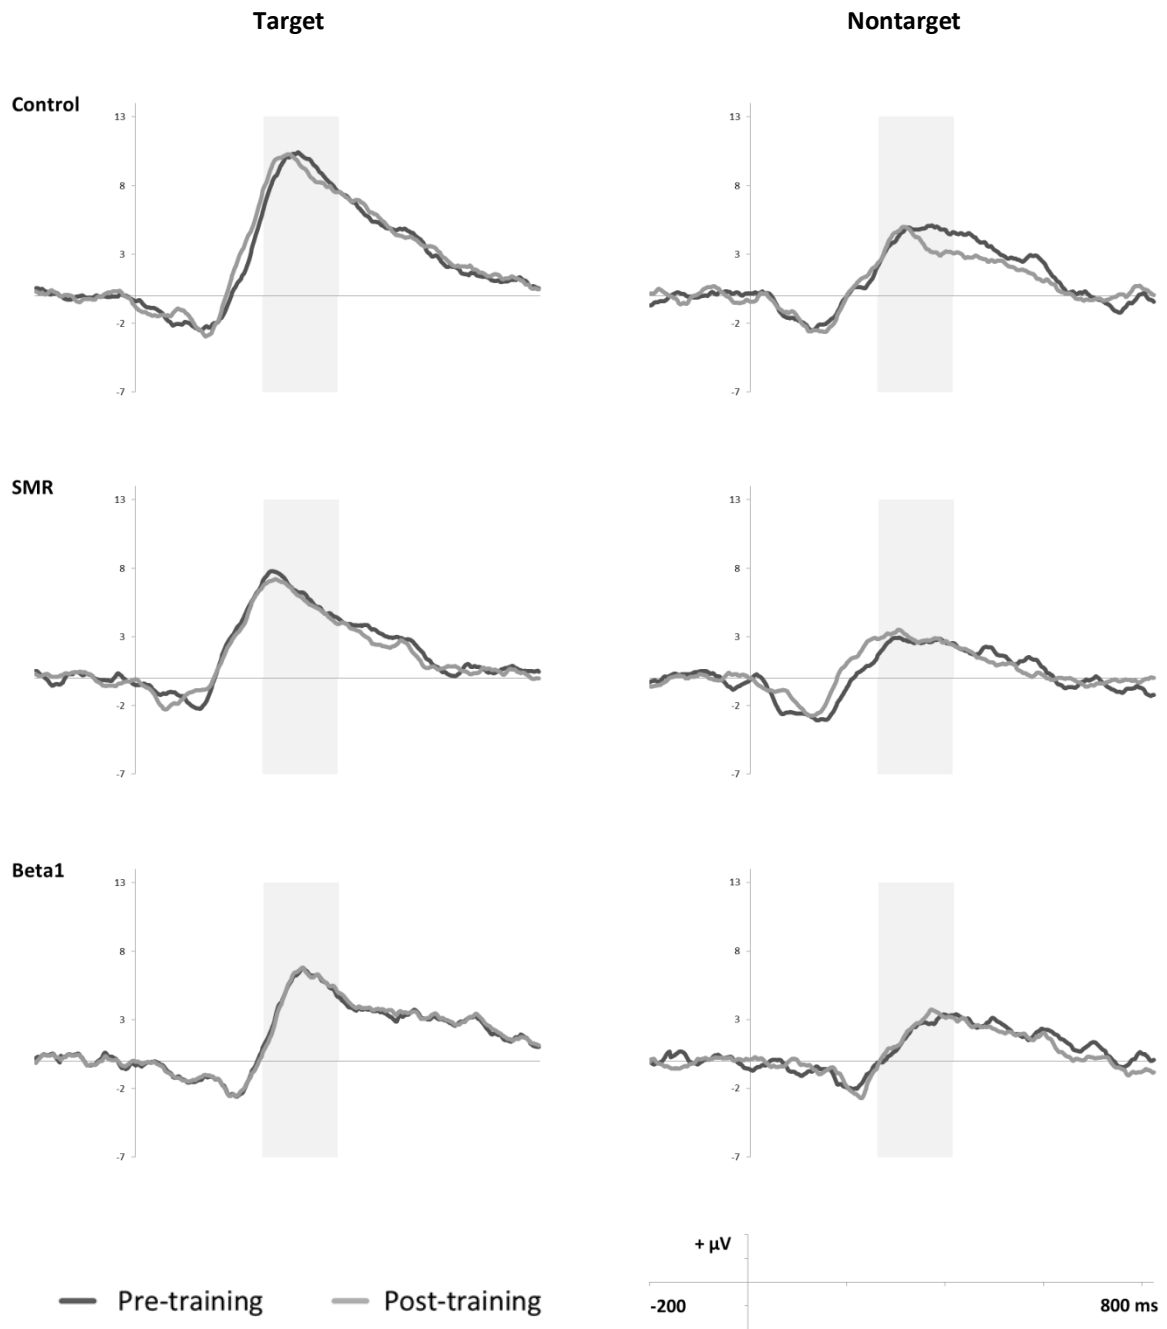 Target Nontarget
Control
13 13
8 8
3 3
-2 -2
-7 -7
SMR
13 13
8 8
3 3
-2 -2
-7 -7
Beta1
13 13
8 8
3 3
-2 -2
-7 -7
+ µV
Pre-training Post-training -200 800 ms